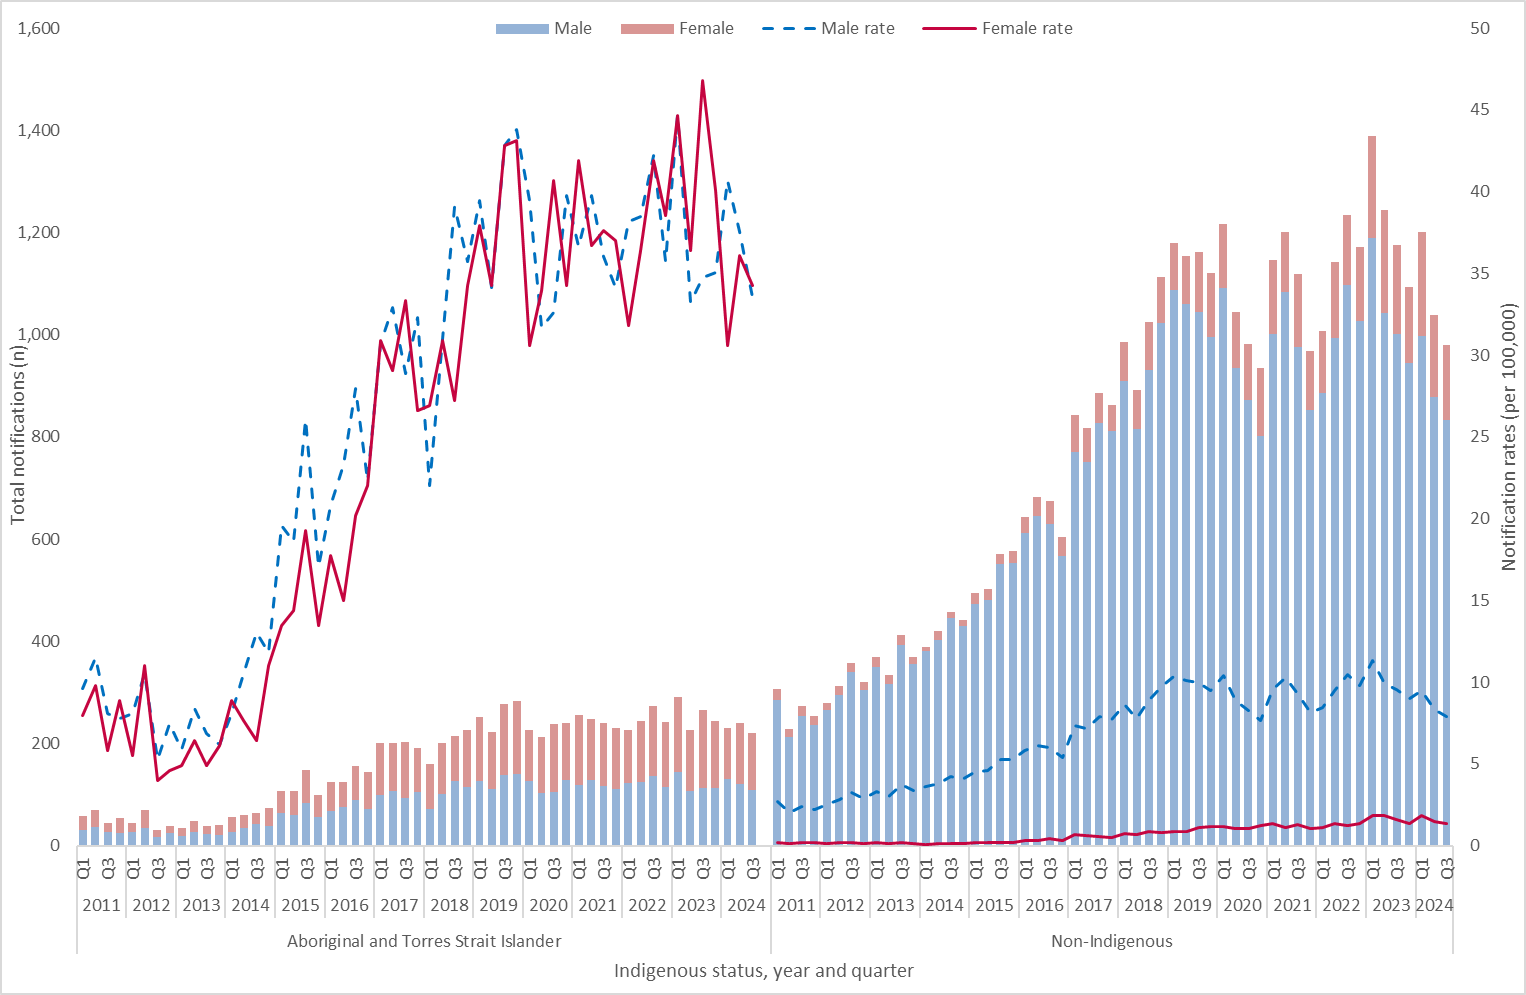 Male Female Male rate Female rate
1,600
1,400
1,200
1,000
800
600
400
200
0
Total notifications (n)
50
45
40
35
30
25
20
15
10
5
0
Notification rates (per 100,000)
Q1 Q3 Q1 Q3 Q1 Q3 Q1 Q3 Q1 Q3 Q1 Q3 Q1 Q3 Q1 Q3 Q1 Q3 Q1 Q3 Q1 Q3 Q1 Q3 Q1 Q3 Q1 Q3 Q1 Q3 Q1 Q3 Q1 Q3 Q1 Q3 Q1 Q3 Q1 Q3 Q1 Q3 Q1 Q3 Q1 Q3 Q1 Q3 Q1 Q3 Q1 Q3 Q1 Q3 Q1 Q3
2011 2012 2013 2014 2015 2016 2017 2018 2019 2020 2021 2022 2023 2024 2011 2012 2013 2014 2015 2016 2017 2018 2019 2020 2021 2022 2023 2024
Aboriginal and Torres Strait Islander Non-Indigenous
Indigenous status, year and quarter